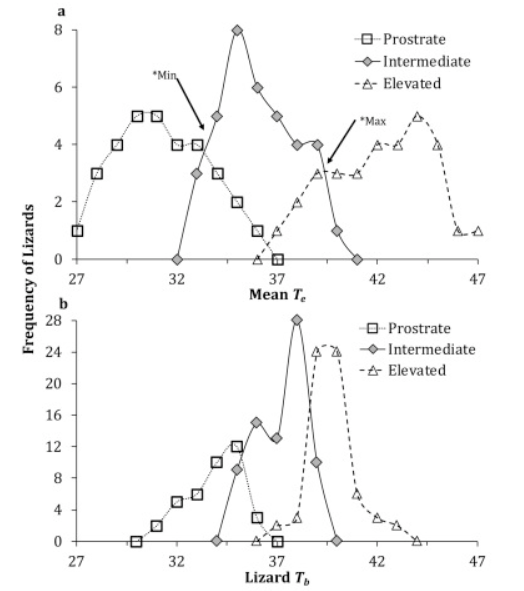 a
8
6
4
2
0
*Min
*Max
Prostrate
Intermediate
Elevated
27 32 37 42 47
Mean Te
Frequency of Lizards
b
28
24
20
16
12
8
4
0
Prostrate
Intermediate
Elevated
27 32 37 42 47
Lizard Tb